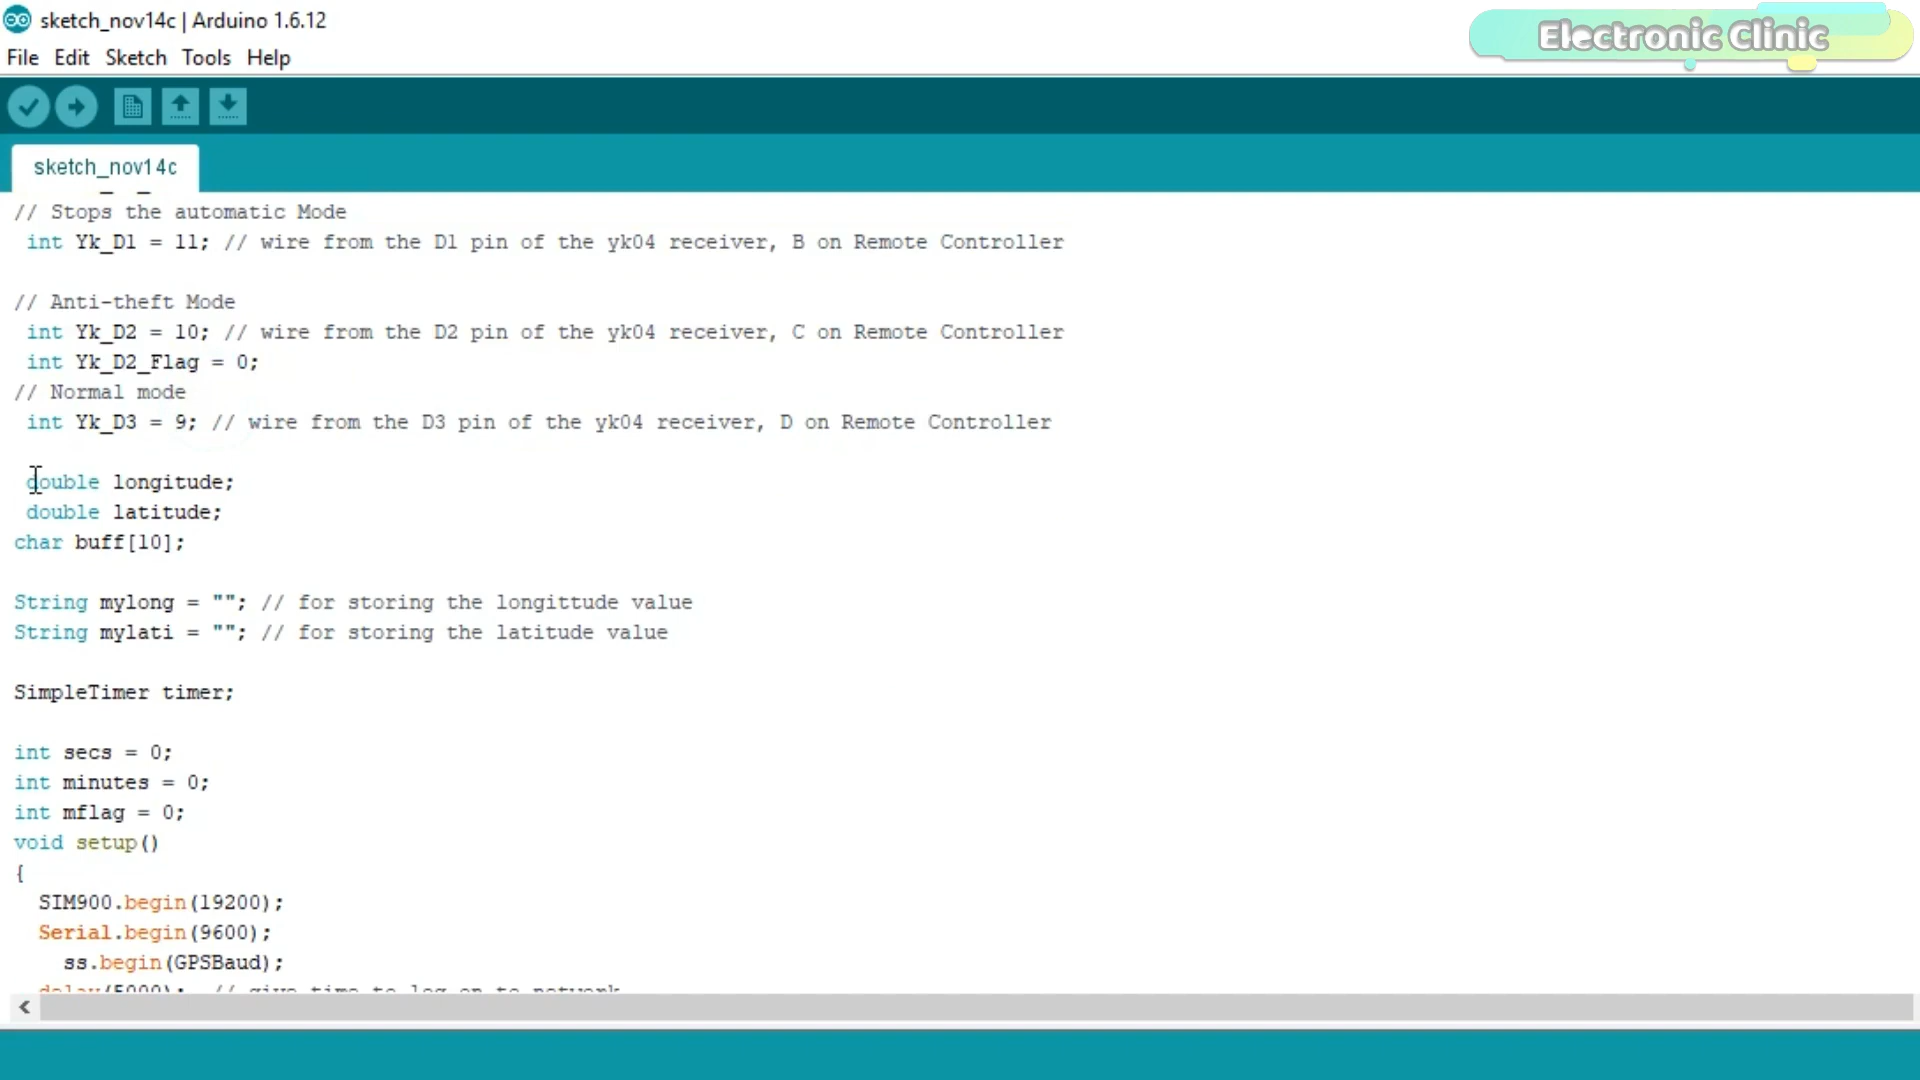 sketch_nov14c | Arduino 1.6.12
Electronic Clinic
File Edit Sketch Tools Help
sketch_nov14c
// Stops the automatic Mode
int Yk_D1 = 11; // wire from the D1 pin of the yk04 receiver, B on Remote Controller
// Anti-theft Mode
int Yk_D2 = 10; // wire from the D2 pin of the yk04 receiver, C on Remote Controller
int Yk_D2_Flag = 0;
// Normal mode
int Yk_D3 = 9; // wire from the D3 pin of the yk04 receiver, D on Remote Controller
double longitude;
double latitude;
char buff[10];
String mylong = ""; // for storing the longittude value
String mylati = ""; // for storing the latitude value
SimpleTimer timer;
int secs = 0;
int minutes = 0;
int mflag = 0;
void setup()
{
SIM900.begin(19200);
Serial.begin(9600);
ss.begin(GPSBaud);
delay(5000); // give time to log on to network